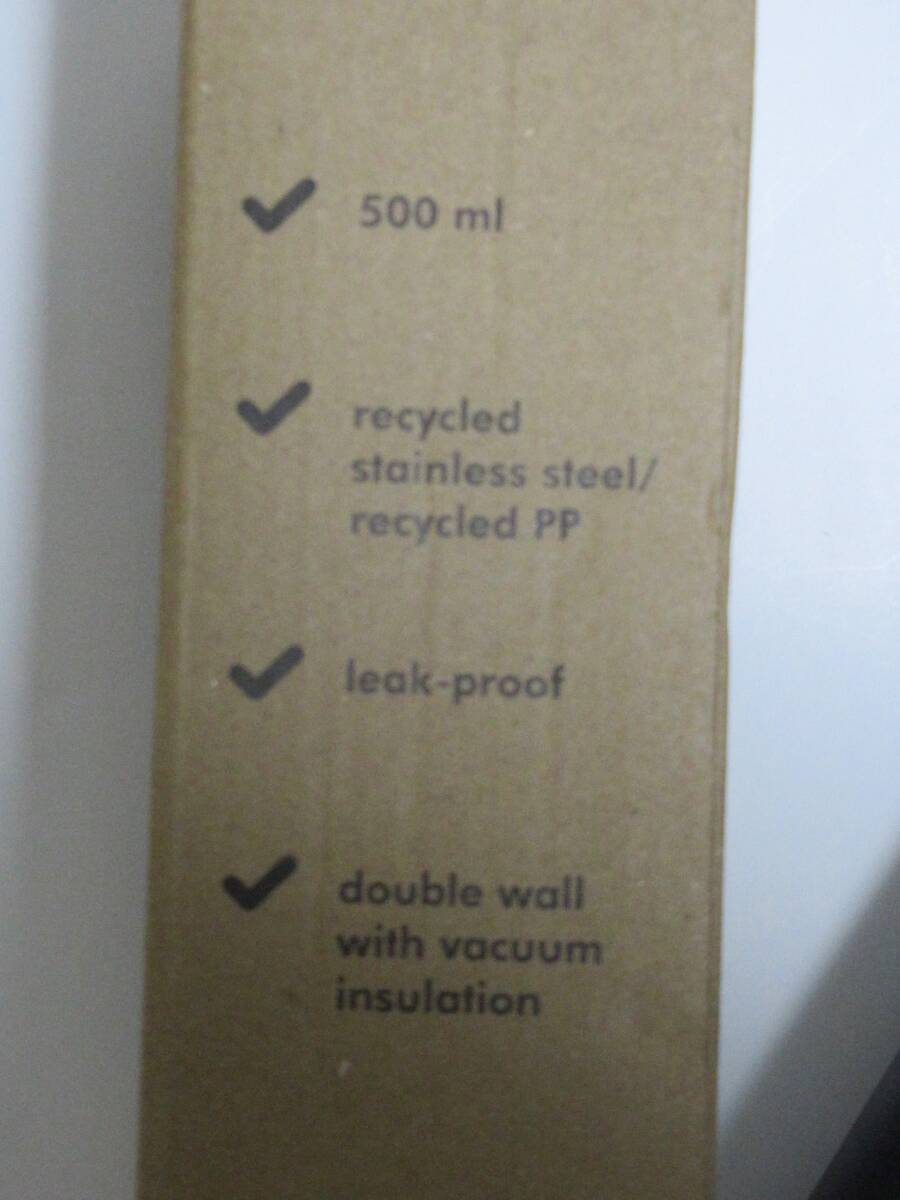 500 ml
recycled
stainless steel/
recycled PP
leak-proof
double wall
with vacuum
insulation